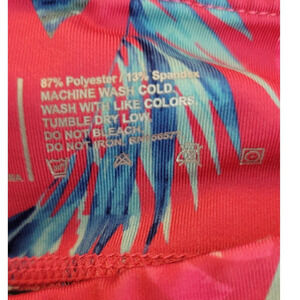 87% Polyester / 13% Spandex
MACHINE WASH COLD.
WASH WITH LIKE COLORS.
TUMBLE DRY LOW.
DO NOT BLEACH.
DO NOT IRON.